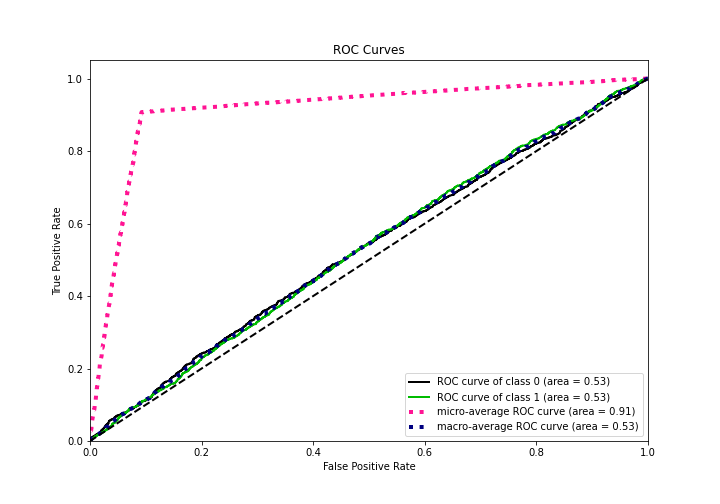 ROC Curves
True Positive Rate
1.0
0.8
0.6
0.4
0.2
0.0
0.0 0.2 0.4 0.6 0.8 1.0
False Positive Rate
ROC curve of class 0 (area = 0.53)
ROC curve of class 1 (area = 0.53)
micro-average ROC curve (area = 0.91)
macro-average ROC curve (area = 0.53)